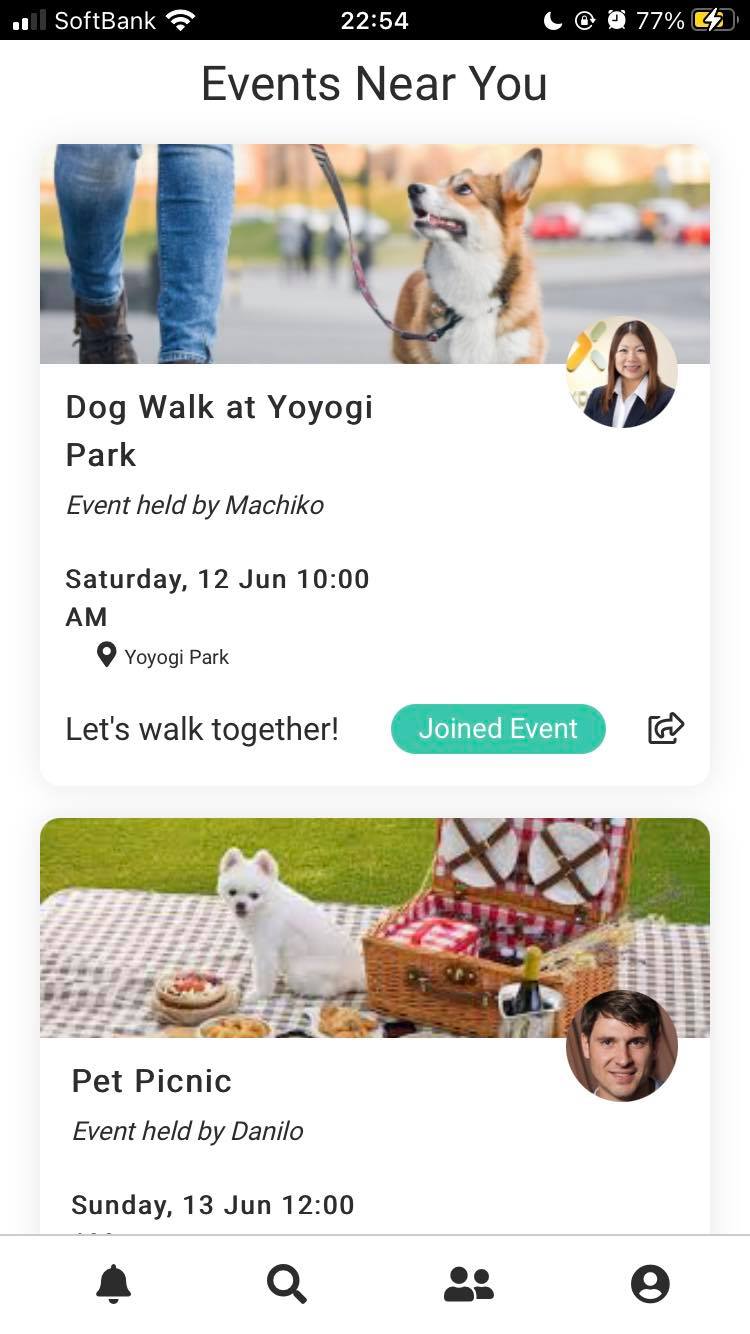 SoftBank 22:54 77%
Events Near You
Dog Walk at Yoyogi
Park
Event held by Machiko
Saturday, 12 Jun 10:00
AM
Yoyogi Park
Let's walk together!
Joined Event
Pet Picnic
Event held by Danilo
Sunday, 13 Jun 12:00